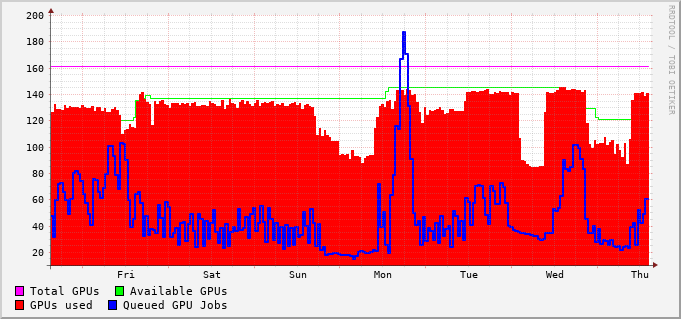 200
180
160
140
120
100
80
60
40
20
Fri Sat Sun Mon Tue Wed Thu
Total GPUs Available GPUs
GPUs used Queued GPU Jobs
RRDTOOL / TOBI OETIKER